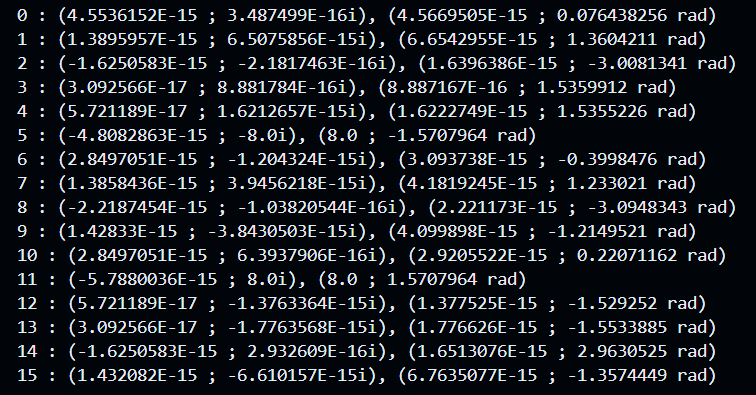 0 : (4.5536152E-15 ; 3.487499E-16i), (4.5669505E-15 ; 0.076438256 rad)
1 : (1.3895957E-15 ; 6.5075856E-15i), (6.6542955E-15 ; 1.3604211 rad)
2 : (-1.6250583E-15 ; -2.1817463E-16i), (1.6396386E-15 ; -3.0081341 rad)
3 : (3.092566E-17 ; 8.881784E-16i), (8.887167E-16 ; 1.5359912 rad)
4 : (5.721189E-17 ; 1.6212657E-15i), (1.6222749E-15 ; 1.5355226 rad)
5 : (-4.8082863E-15 ; -8.0i), (8.0 ; -1.5707964 rad)
6 : (2.8497051E-15 ; -1.204324E-15i), (3.093738E-15 ; -0.3998476 rad)
7 : (1.3858436E-15 ; 3.9456218E-15i), (4.1819245E-15 ; 1.233021 rad)
8 : (-2.2187454E-15 ; -1.03820544E-16i), (2.221173E-15 ; -3.0948343 rad)
9 : (1.42833E-15 ; -3.8430503E-15i), (4.099898E-15 ; -1.2149521 rad)
10 : (2.8497051E-15 ; 6.3937906E-16i), (2.9205522E-15 ; 0.22071162 rad)
11 : (-5.7880036E-15 ; 8.0i), (8.0 ; 1.5707964 rad)
12 : (5.721189E-17 ; -1.3763364E-15i), (1.377525E-15 ; -1.529252 rad)
13 : (3.092566E-17 ; -1.7763568E-15i), (1.776626E-15 ; -1.5533885 rad)
14 : (-1.6250583E-15 ; 2.932609E-16i), (1.6513076E-15 ; 2.9630525 rad)
15 : (1.432082E-15 ; -6.610157E-15i), (6.7635077E-15 ; -1.3574449 rad)